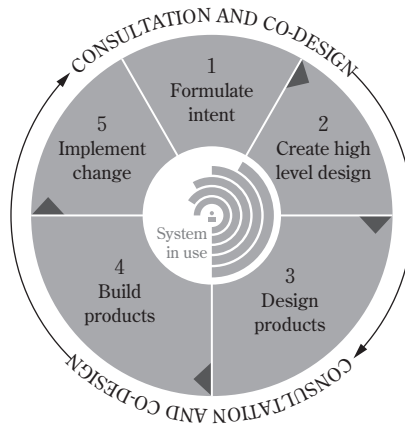 CONSULTATION AND CO-DESIGN
1
Formulate
intent
2
Create high
level design
3
Design
products
4
Build
products
5
Implement
change
System
in use
CONSULTATION AND CO-DESIGN